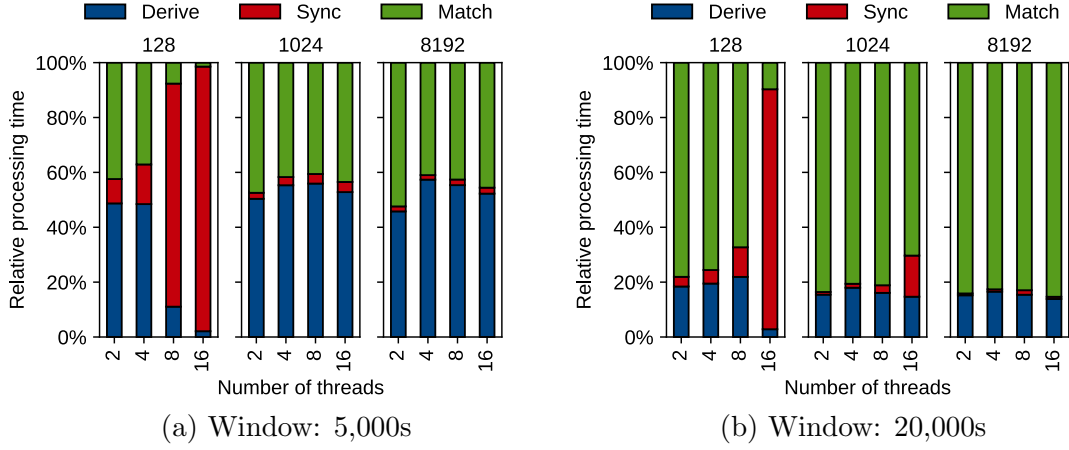 Derive Sync Match
128 1024 8192
Relative processing time
100%
80%
60%
40%
20%
0%
2 4 8 16 2 4 8 16 2 4 8 16
Number of threads
(a) Window: 5,000s
Derive Sync Match
128 1024 8192
Relative processing time
100%
80%
60%
40%
20%
0%
2 4 8 16 2 4 8 16 2 4 8 16
Number of threads
(b) Window: 20,000s